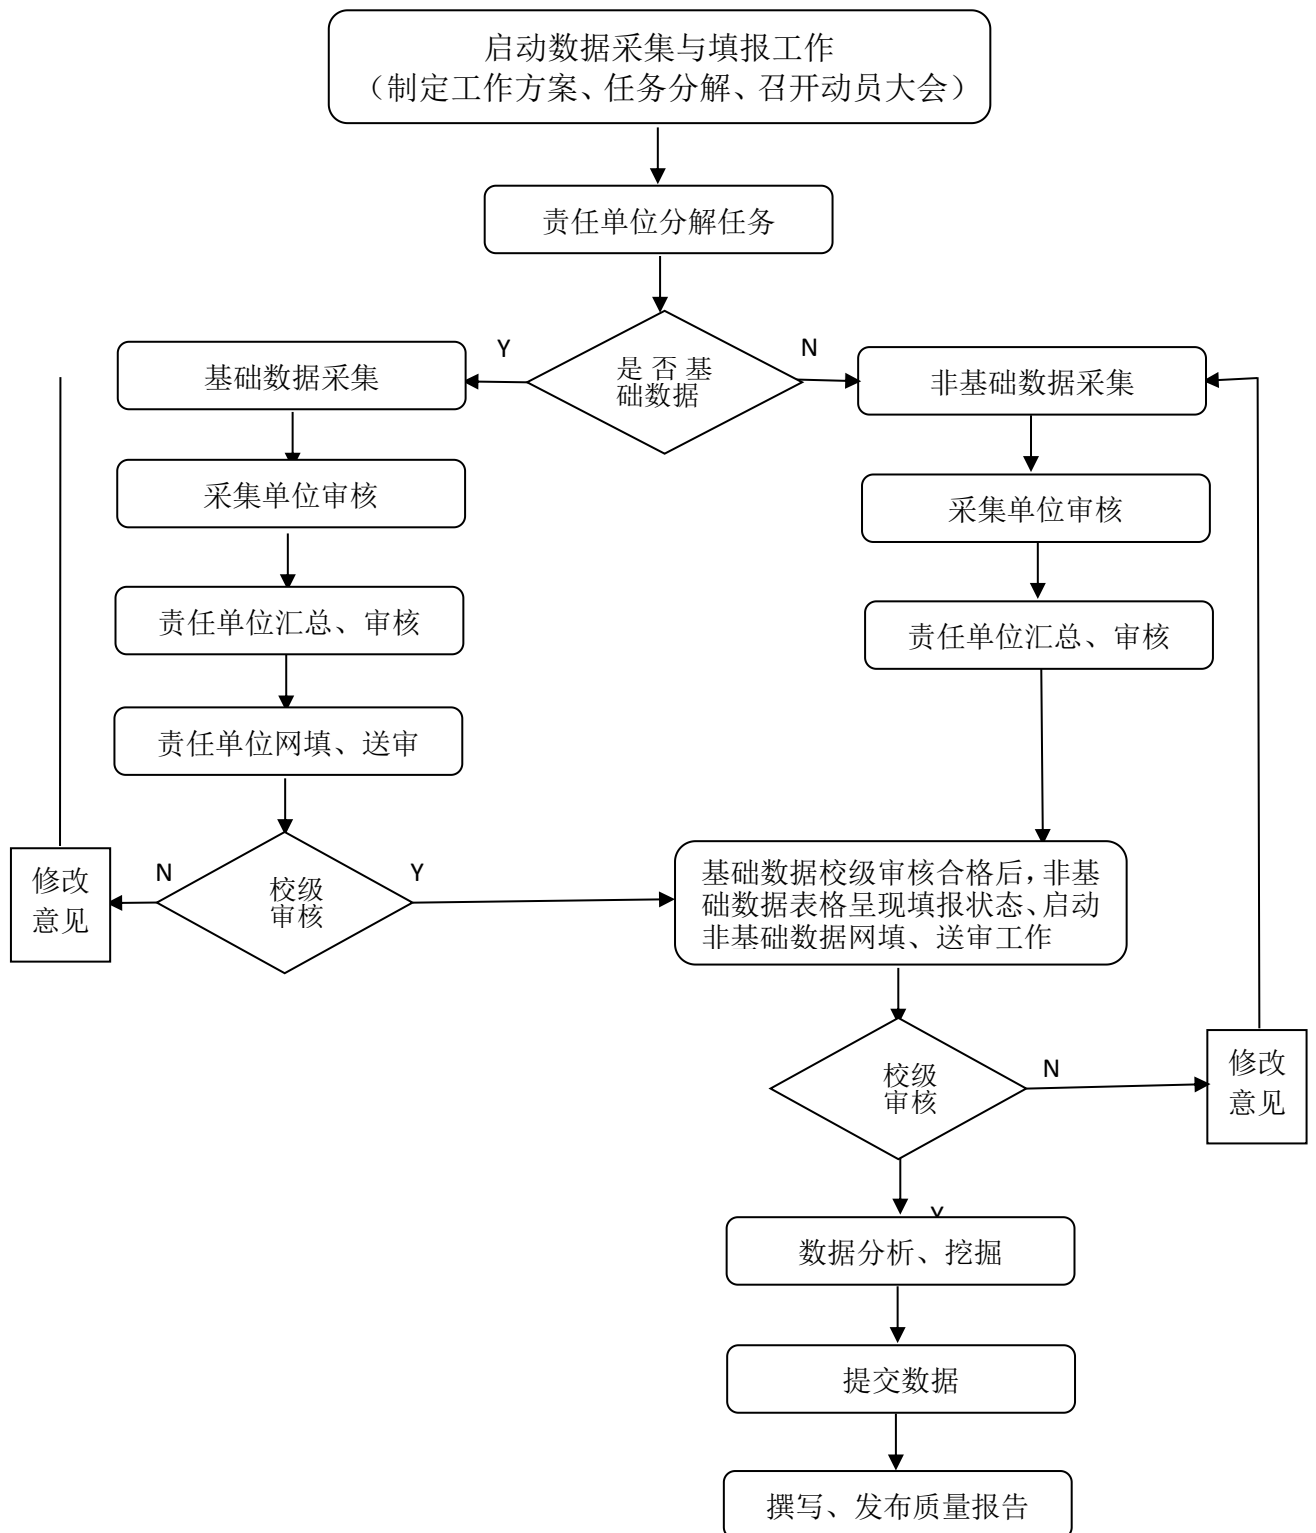 启动数据采集与填报工作
（制定工作方案、任务分解、召开动员大会）
责任单位分解任务
是否基
础数据
Y
N
基础数据采集
非基础数据采集
采集单位审核
采集单位审核
责任单位汇总、审核
责任单位汇总、审核
责任单位网填、送审
校级
审核
N
Y
修改
意见
基础数据校级审核合格后，非基
础数据表格呈现填报状态、启动
非基础数据网填、送审工作
校级
审核
N
修改
意见
Y
数据分析、挖掘
提交数据
撰写、发布质量报告